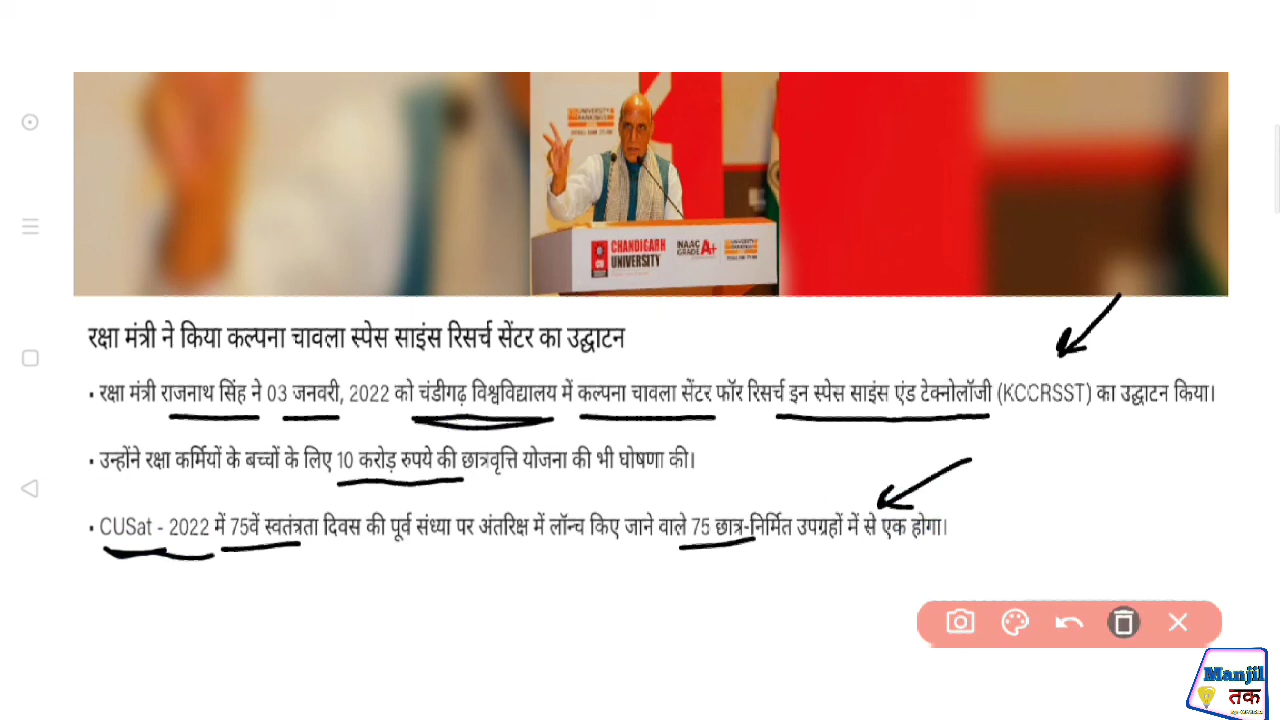 UNIVERSITY
CHANDIGARH
UNIVERSITY
NAAC
GRADE A+
रक्षा मंत्री ने किया कल्पना चावला स्पेस साइंस रिसर्च सेंटर का उद्घाटन
• रक्षा मंत्री राजनाथ सिंह ने 03 जनवरी, 2022 को चंडीगढ़ विश्वविद्यालय में कल्पना चावला सेंटर फॉर रिसर्च इन स्पेस साइंस एंड टेक्नोलॉजी (KCCRSST) का उद्घाटन किया।
• उन्होंने रक्षा कर्मियों के बच्चों के लिए 10 करोड़ रुपये की छात्रवृत्ति योजना की भी घोषणा की।
• CUSat - 2022 में 75वें स्वतंत्रता दिवस की पूर्व संध्या पर अंतरिक्ष में लॉन्च किए जाने वाले 75 छात्र-निर्मित उपग्रहों में से एक होगा।
Manjil
तक